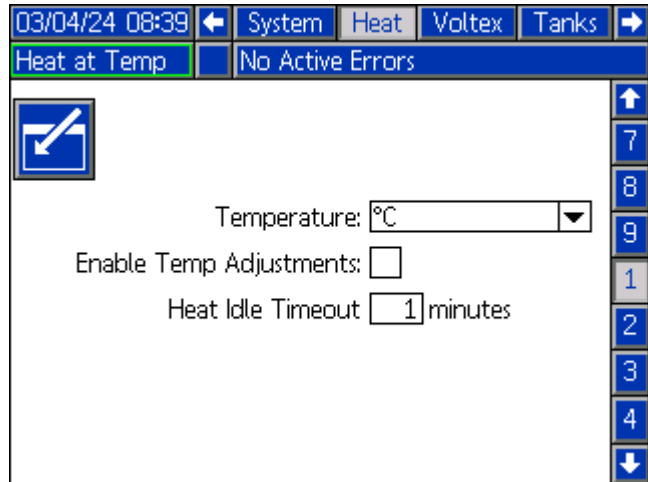 03/04/24 08:39 System Heat Voltex Tanks
Heat at Temp No Active Errors
7
8
Temperature: °C
9
Enable Temp Adjustments:
1
Heat Idle Timeout 1 minutes
2
3
4